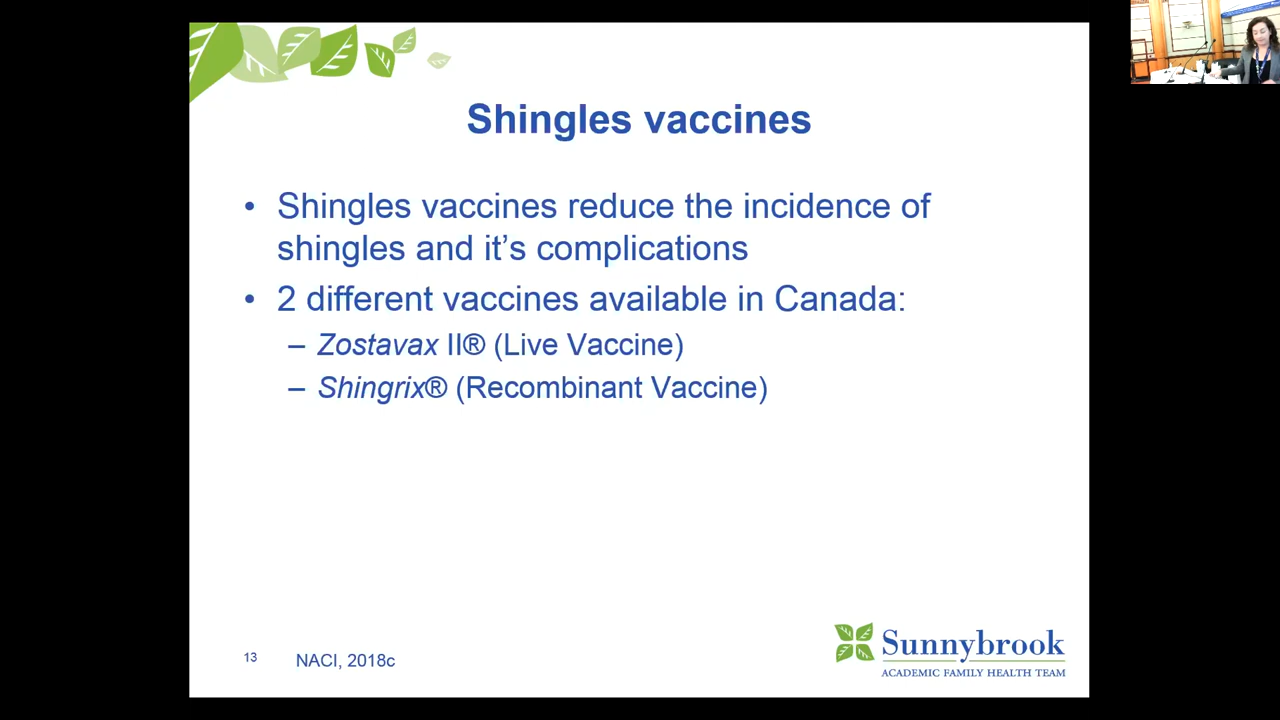 Shingles vaccines
• Shingles vaccines reduce the incidence of
shingles and it's complications
• 2 different vaccines available in Canada:
– Zostavax II® (Live Vaccine)
– Shingrix® (Recombinant Vaccine)
13
NACI, 2018c
Sunnybrook
ACADEMIC FAMILY HEALTH TEAM